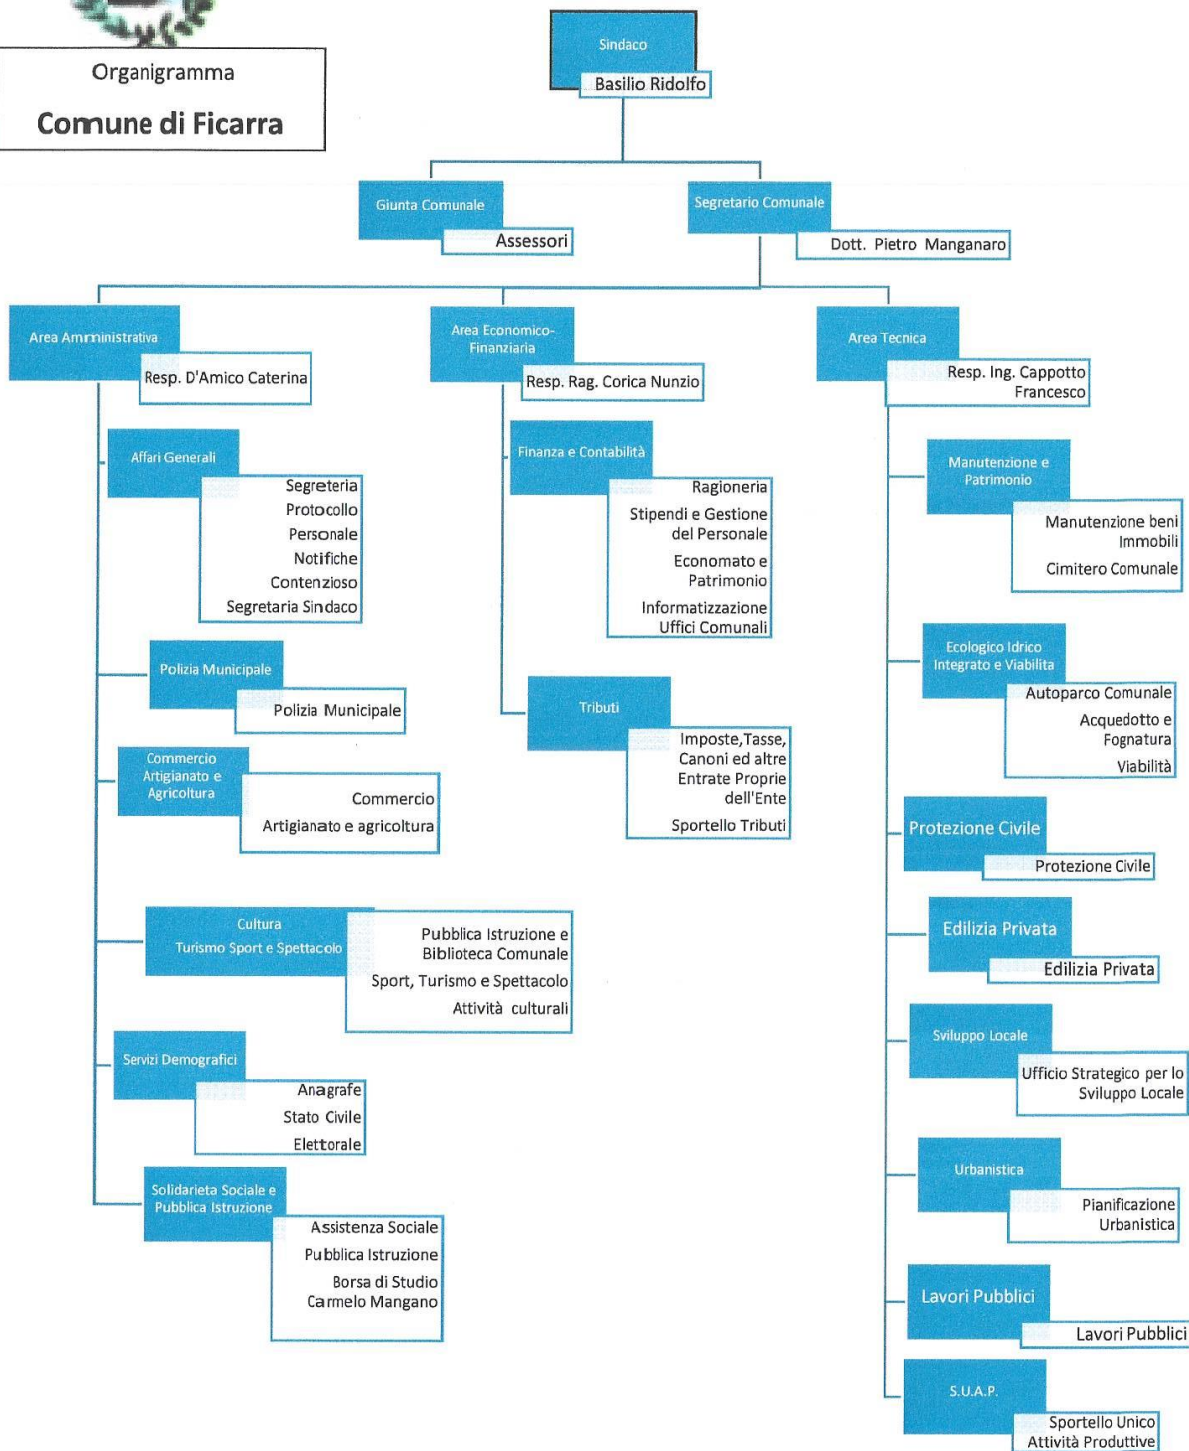 Organigramma
Comune di Ficarra
Sindaco
Basilio Ridolfo
Giunta Comunale
Assessori
Segretario Comunale
Dott. Pietro Manganaro
Area Amministrativa
Resp. D'Amico Caterina
Affari Generali
Segreteria
Protocollo
Personale
Notifiche
Contenzioso
Segretaria Sindaco
Polizia Municipale
Polizia Municipale
Commercio
Artigianato e
Agricoltura
Commercio
Artigianato e agricoltura
Cultura
Turismo Sport e Spettacolo
Pubblica Istruzione e
Biblioteca Comunale
Sport, Turismo e Spettacolo
Attività culturali
Servizi Demografici
Anagrafe
Stato Civile
Elettorale
Solidarieta Sociale e
Pubblica Istruzione
Assistenza Sociale
Pubblica Istruzione
Borsa di Studio
Carmelo Mangano
Area Economico-
Finanziaria
Resp. Rag. Corica Nunzio
Finanza e Contabilità
Ragioneria
Stipendi e Gestione
del Personale
Economato e
Patrimonio
Informatizzazione
Uffici Comunali
Tributi
Imposte,Tasse,
Canoni ed altre
Entrate Proprie
dell'Ente
Sportello Tributi
Area Tecnica
Resp. Ing. Cappotto
Francesco
Manutenzione e
Patrimonio
Manutenzione beni
Immobili
Cimitero Comunale
Ecologico Idrico
Integrato e Viabilita
Autoparco Comunale
Acquedotto e
Fognatura
Viabilità
Protezione Civile
Protezione Civile
Edilizia Privata
Edilizia Privata
Sviluppo Locale
Ufficio Strategico per lo
Sviluppo Locale
Urbanistica
Pianificazione
Urbanistica
Lavori Pubblici
Lavori Pubblici
S.U.A.P.
Sportello Unico
Attività Produttive